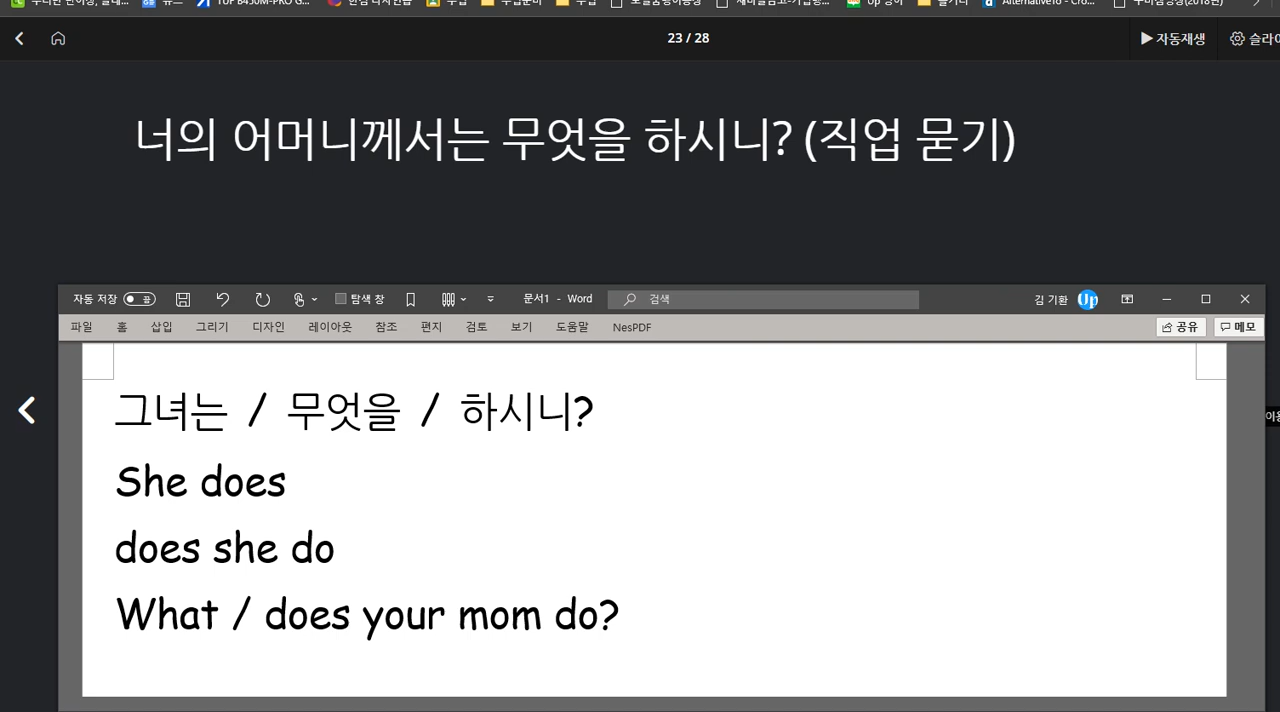 23 / 28
▶ 자동재생
너의 어머니께서는 무엇을 하시니? (직업 묻기)
자동 저장 끔 탐색 창 문서1 - Word 검색 김 기환 Up
파일 홈 삽입 그리기 디자인 레이아웃 참조 편지 검토 보기 도움말 NesPDF 공유 메모
그녀는 / 무엇을 / 하시니?
She does
does she do
What / does your mom do?